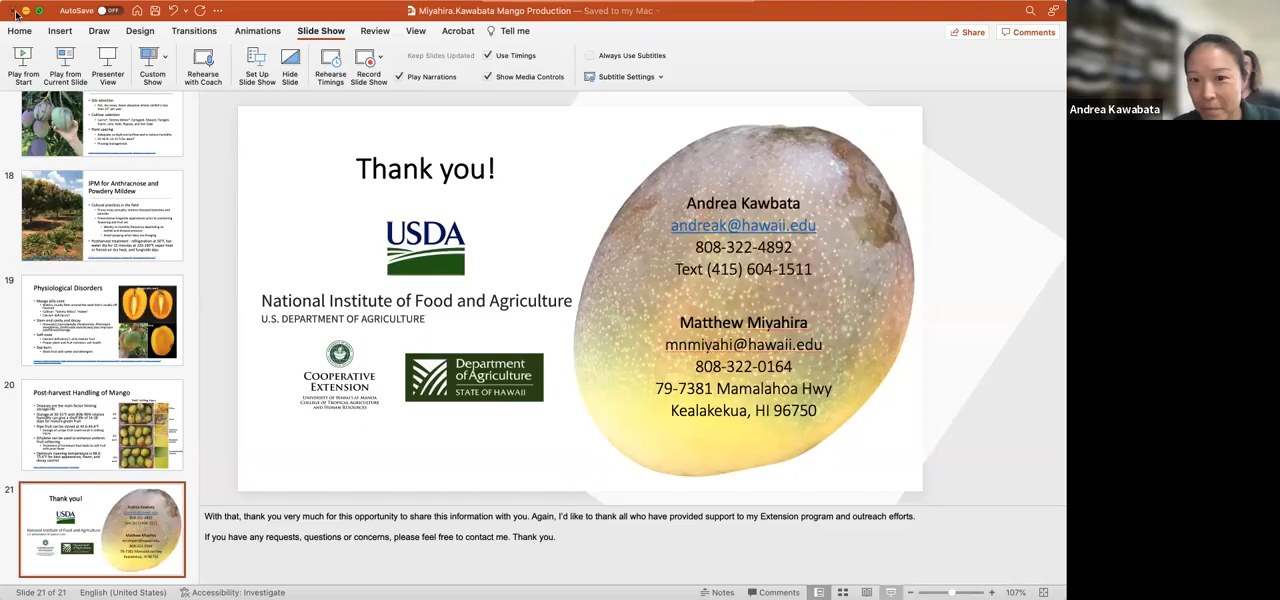 AutoSave OFF
Miyahira.Kawabata Mango Production — Saved to my Mac
Home Insert Draw Design Transitions Animations Slide Show Review View Acrobat Tell me
Share Comments
Play from Start
Play from Current Slide
Presenter View
Custom Show
Rehearse with Coach
Set Up Slide Show
Hide Slide
Rehearse Timings
Record Slide Show
Keep Slides Updated
Play Narrations
Use Timings
Show Media Controls
Always Use Subtitles
Subtitle Settings
Andrea Kawabata
18
IPM for Anthracnose and
Powdery Mildew
19
Physiological Disorders
20
Post-harvest Handling of Mango
21
Thank you!
USDA
Thank you!
USDA
National Institute of Food and Agriculture
U.S. DEPARTMENT OF AGRICULTURE
COOPERATIVE
EXTENSION
UNIVERSITY OF HAWAI'I AT MANOA
COLLEGE OF TROPICAL AGRICULTURE
AND HUMAN RESOURCES
Department
of Agriculture
STATE OF HAWAII
Andrea Kawbata
andreak@hawaii.edu
808-322-4892
Text (415) 604-1511
Matthew Miyahira
mnmiyahi@hawaii.edu
808-322-0164
79-7381 Mamalahoa Hwy
Kealakekua, HI 96750
With that, thank you very much for this opportunity to share this information with you. Again, I'd like to thank all who have provided support to my Extension program and outreach efforts.
If you have any requests, questions or concerns, please feel free to contact me. Thank you.
Slide 21 of 21 English (United States) Accessibility: Investigate
Notes Comments 107%